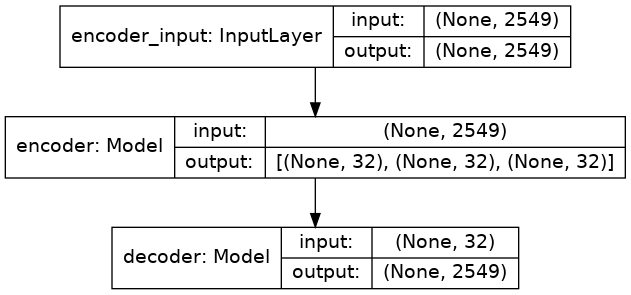 encoder_input: InputLayer
input:
(None, 2549)
output:
(None, 2549)
encoder: Model
input:
(None, 2549)
output:
[(None, 32), (None, 32), (None, 32)]
decoder: Model
input:
(None, 32)
output:
(None, 2549)